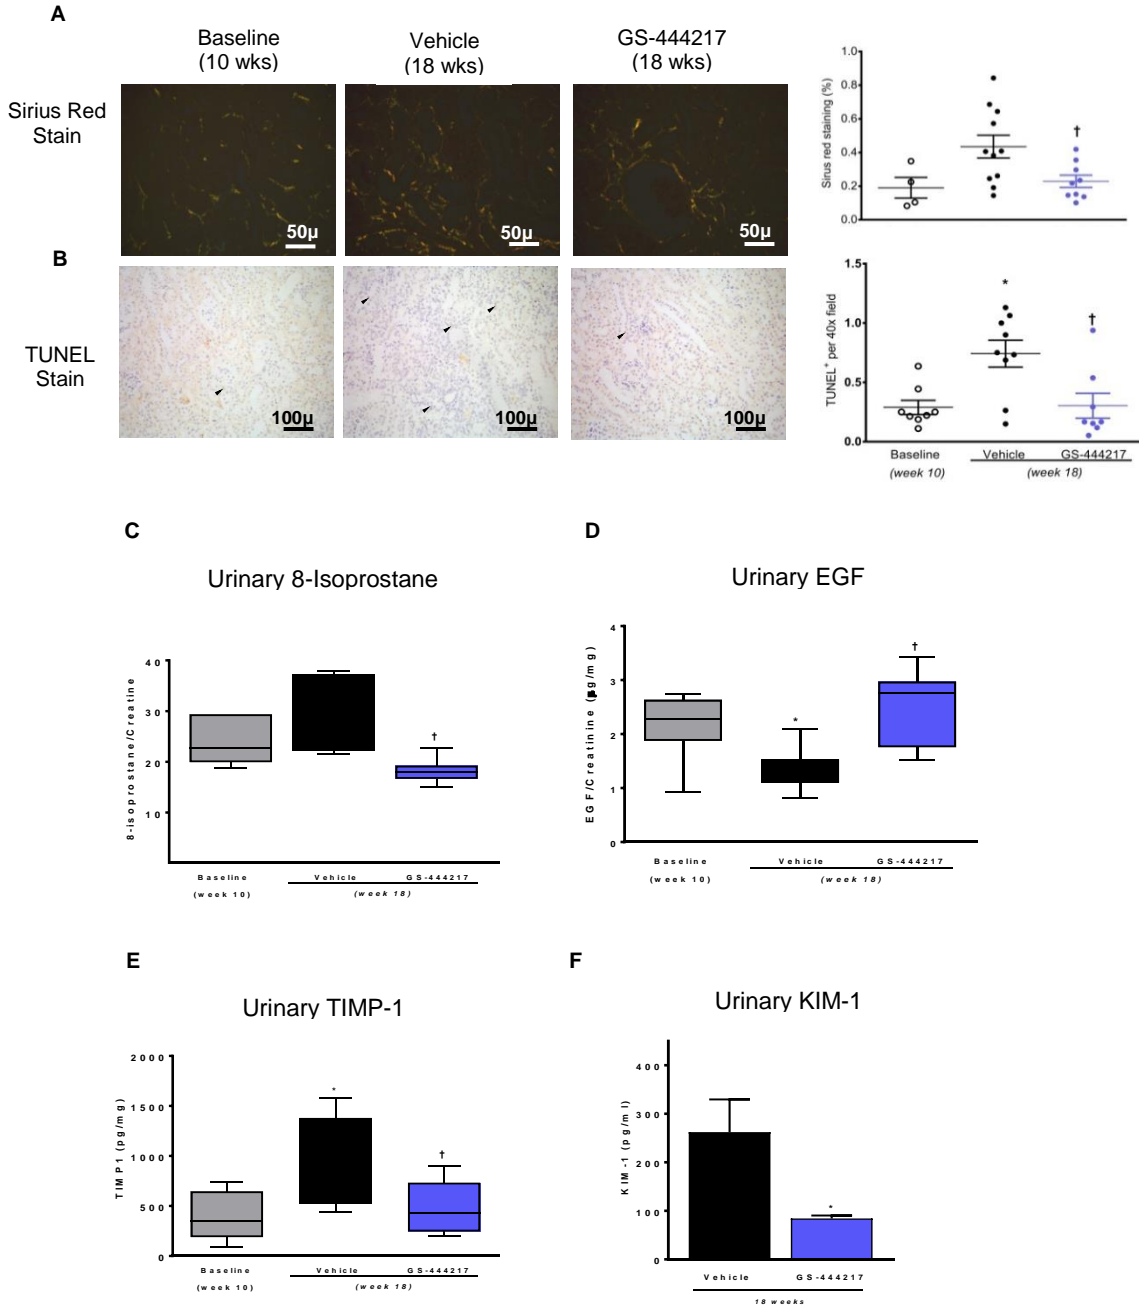 A
Baseline
(10 wks)
Vehicle
(18 wks)
GS-444217
(18 wks)
Sirius Red
Stain
50µ
50µ
50µ
Sirus red staining (%)
1.0
0.8
0.6
0.4
0.2
0.0
†
B
TUNEL
Stain
100µ
100µ
100µ
TUNEL⁺ per 40x field
1.5
1.0
0.5
0.0
*
†
Baseline
Vehicle
GS-444217
(week 10)
(week 18)
C
Urinary 8-Isoprostane
8-isoprostane/Creatine
40
30
20
10
†
Baseline
Vehicle
GS-444217
(week 10)
(week 18)
D
Urinary EGF
EGF/Creatinine (µg/mg)
4
3
2
1
0
*
†
Baseline
Vehicle
GS-444217
(week 10)
(week 18)
E
Urinary TIMP-1
TIMP1 (pg/mg)
2000
1500
1000
500
0
*
†
Baseline
Vehicle
GS-444217
(week 10)
(week 18)
F
Urinary KIM-1
KIM-1 (pg/ml)
400
300
200
100
0
*
Vehicle
GS-444217
18 weeks